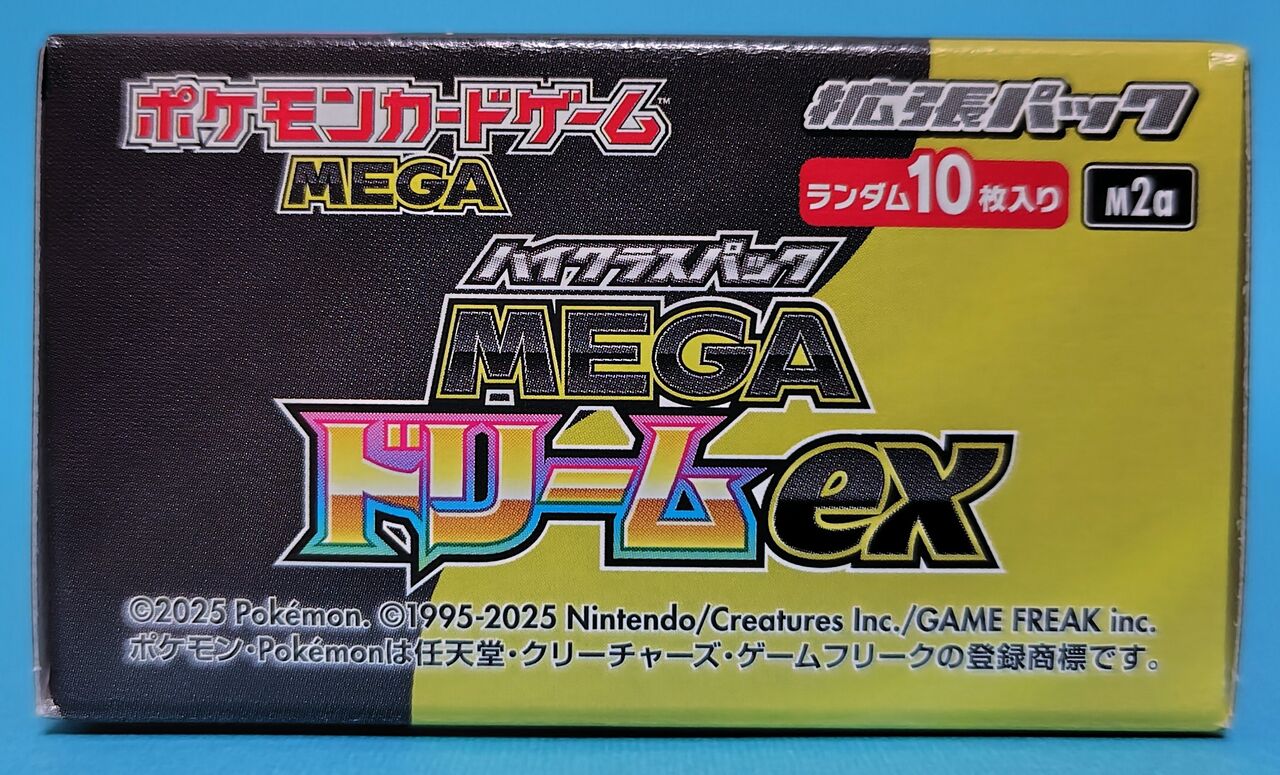 ポケモンカードゲーム™
MEGA
拡張パック
ランダム10枚入り
M2a
ハイクラスパック
MEGA
ドリームex
©2025 Pokémon. ©1995-2025 Nintendo/Creatures Inc./GAME FREAK inc.
ポケモン・Pokémonは任天堂・クリーチャーズ・ゲームフリークの登録商標です。